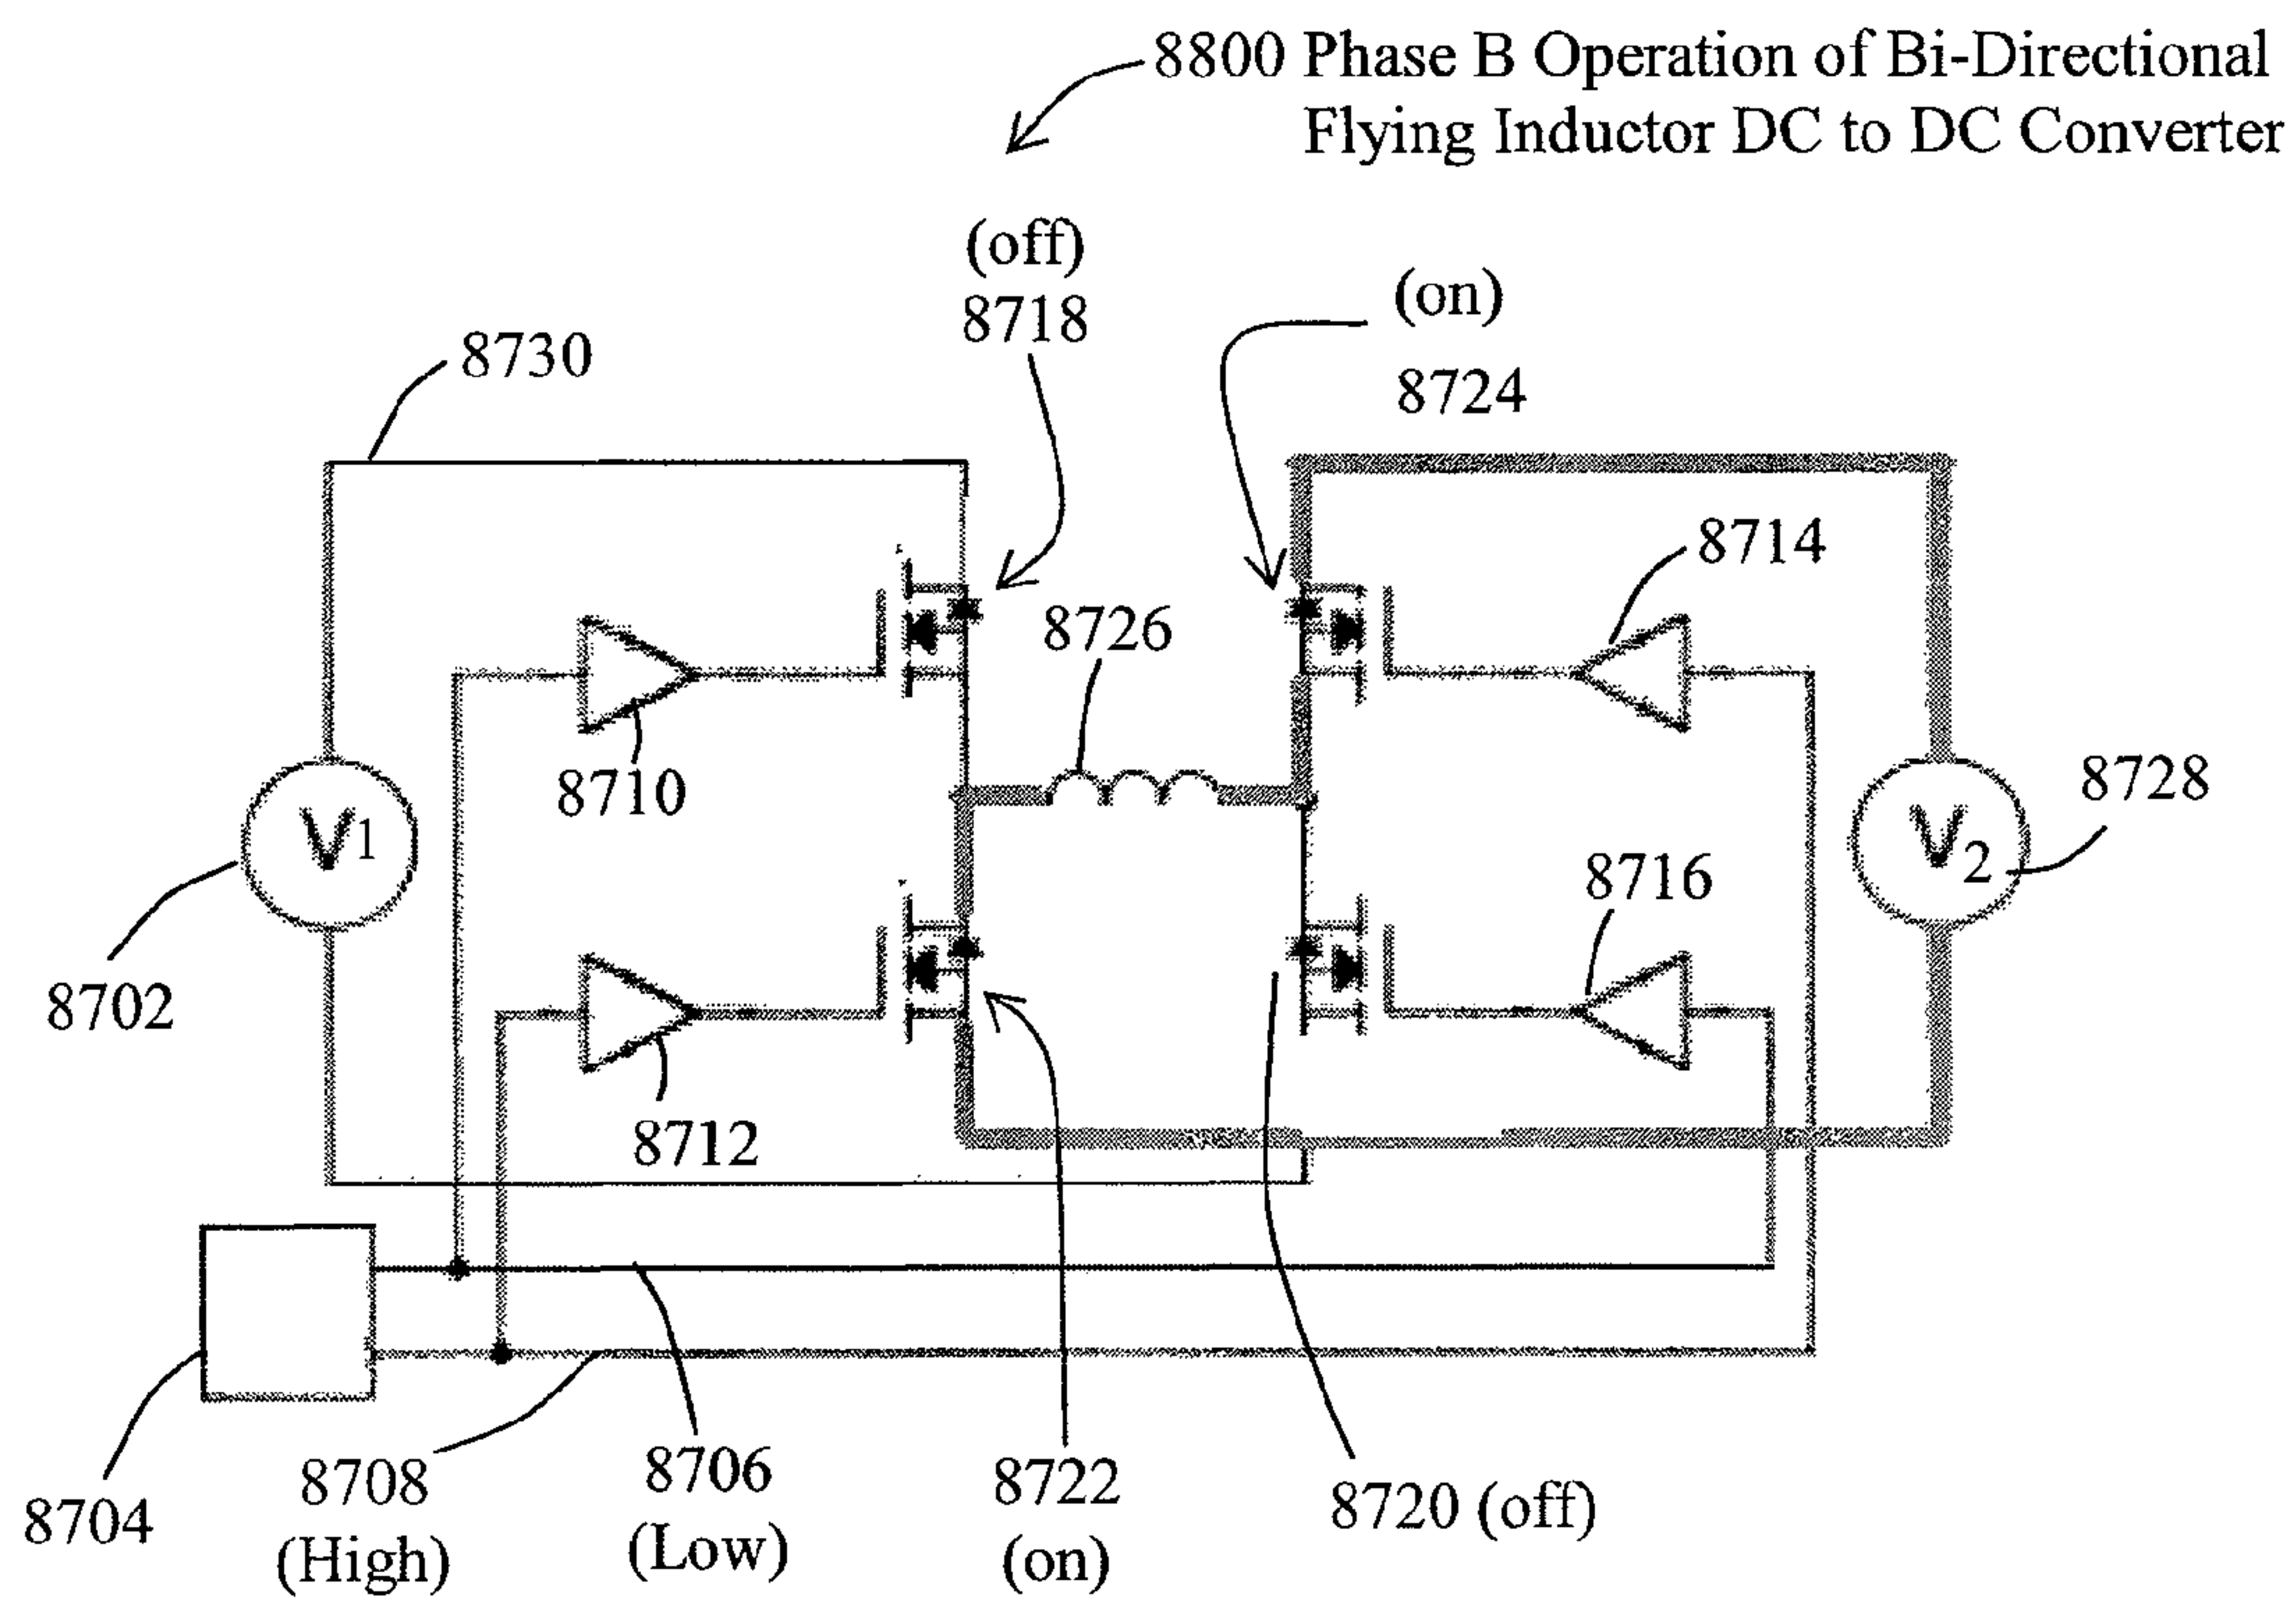 8800 Phase B Operation of Bi-Directional
Flying Inductor DC to DC Converter
(off)
8718
(on)
8724
8730
8714
8726
8710
V1
V2
8728
8716
8702
8712
8704
8708
(High)
8706
(Low)
8722
(on)
8720 (off)